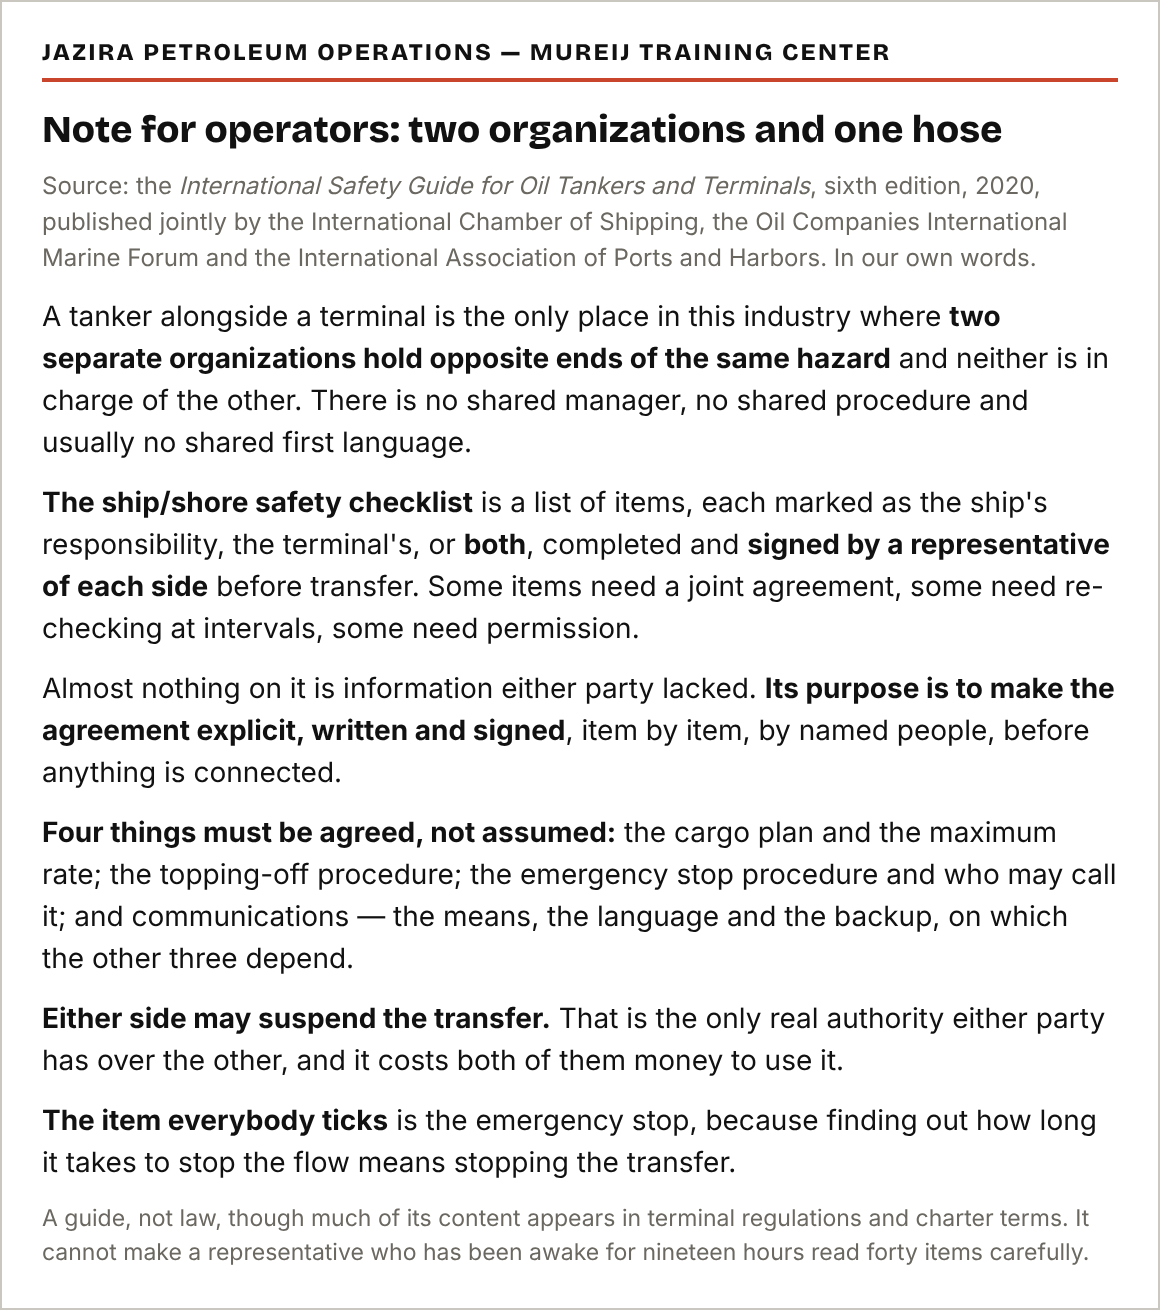 JAZIRA PETROLEUM OPERATIONS — MUREIJ TRAINING CENTER
Note for operators: two organizations and one hose
Source: the International Safety Guide for Oil Tankers and Terminals, sixth edition, 2020,
published jointly by the International Chamber of Shipping, the Oil Companies International
Marine Forum and the International Association of Ports and Harbors. In our own words.
A tanker alongside a terminal is the only place in this industry where two
separate organizations hold opposite ends of the same hazard and neither is in
charge of the other. There is no shared manager, no shared procedure and
usually no shared first language.
The ship/shore safety checklist is a list of items, each marked as the ship's
responsibility, the terminal's, or both, completed and signed by a representative
of each side before transfer. Some items need a joint agreement, some need re-
checking at intervals, some need permission.
Almost nothing on it is information either party lacked. Its purpose is to make the
agreement explicit, written and signed, item by item, by named people, before
anything is connected.
Four things must be agreed, not assumed: the cargo plan and the maximum
rate; the topping-off procedure; the emergency stop procedure and who may call
it; and communications — the means, the language and the backup, on which
the other three depend.
Either side may suspend the transfer. That is the only real authority either party
has over the other, and it costs both of them money to use it.
The item everybody ticks is the emergency stop, because finding out how long
it takes to stop the flow means stopping the transfer.
A guide, not law, though much of its content appears in terminal regulations and charter terms. It
cannot make a representative who has been awake for nineteen hours read forty items carefully.